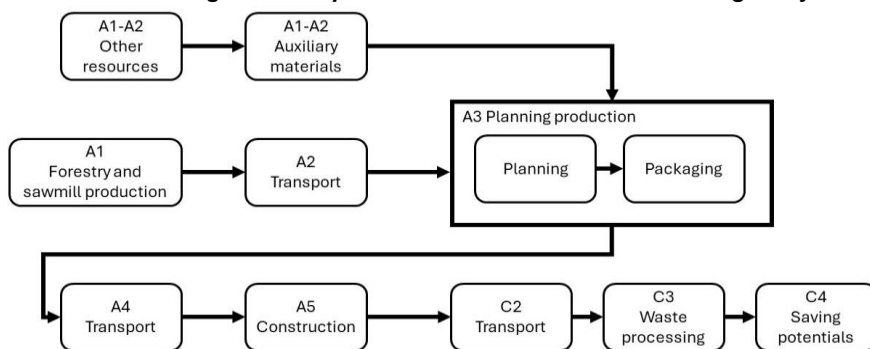 A1-A2
Other
resources
A1-A2
Auxiliary
materials
A3 Planning production
Planning
Packaging
A1
Forestry and
sawmill production
A2
Transport
A4
Transport
A5
Construction
C2
Transport
C3
Waste
processing
C4
Saving
potentials